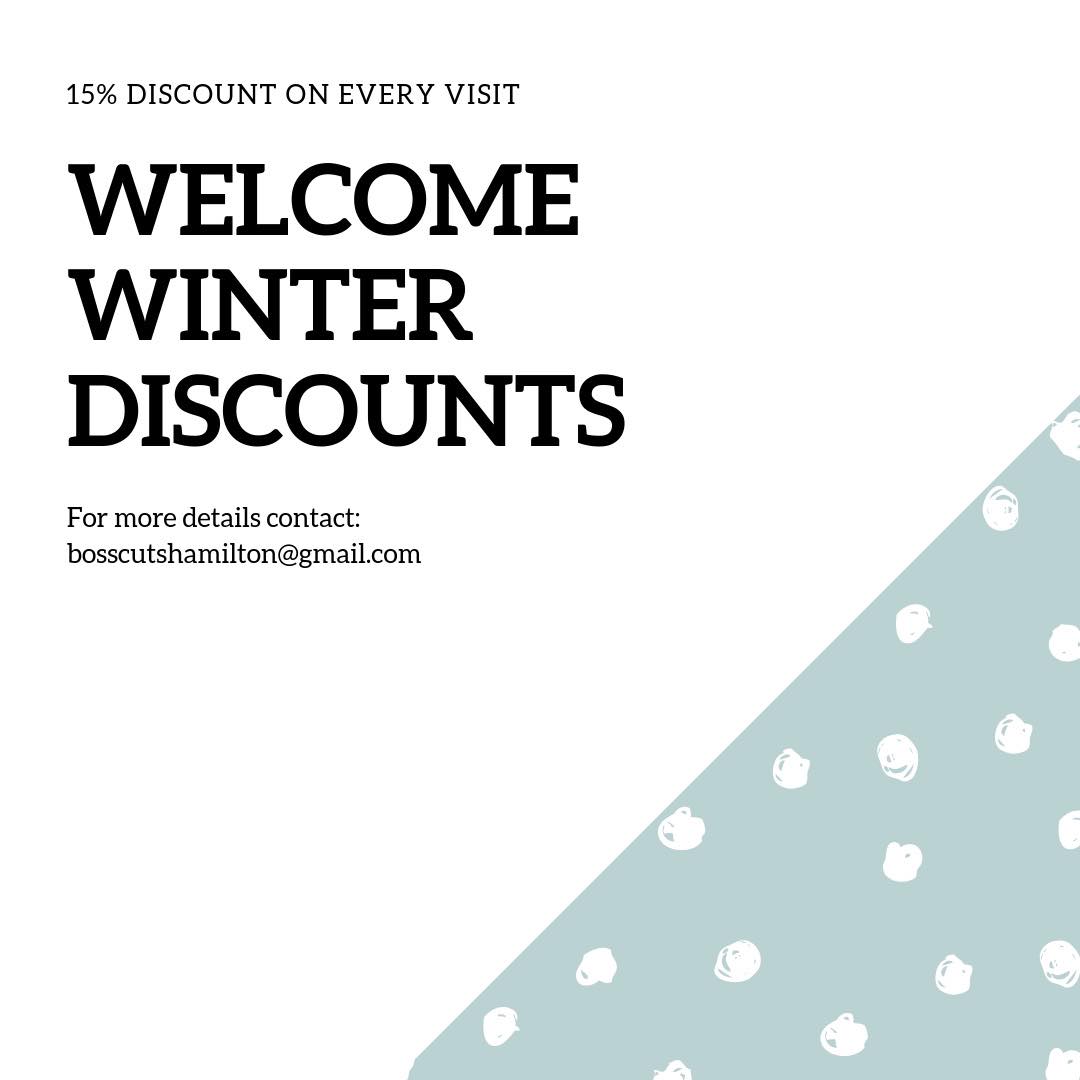 15% DISCOUNT ON EVERY VISIT
WELCOME
WINTER
DISCOUNTS
For more details contact:
bosscutshamilton@gmail.com